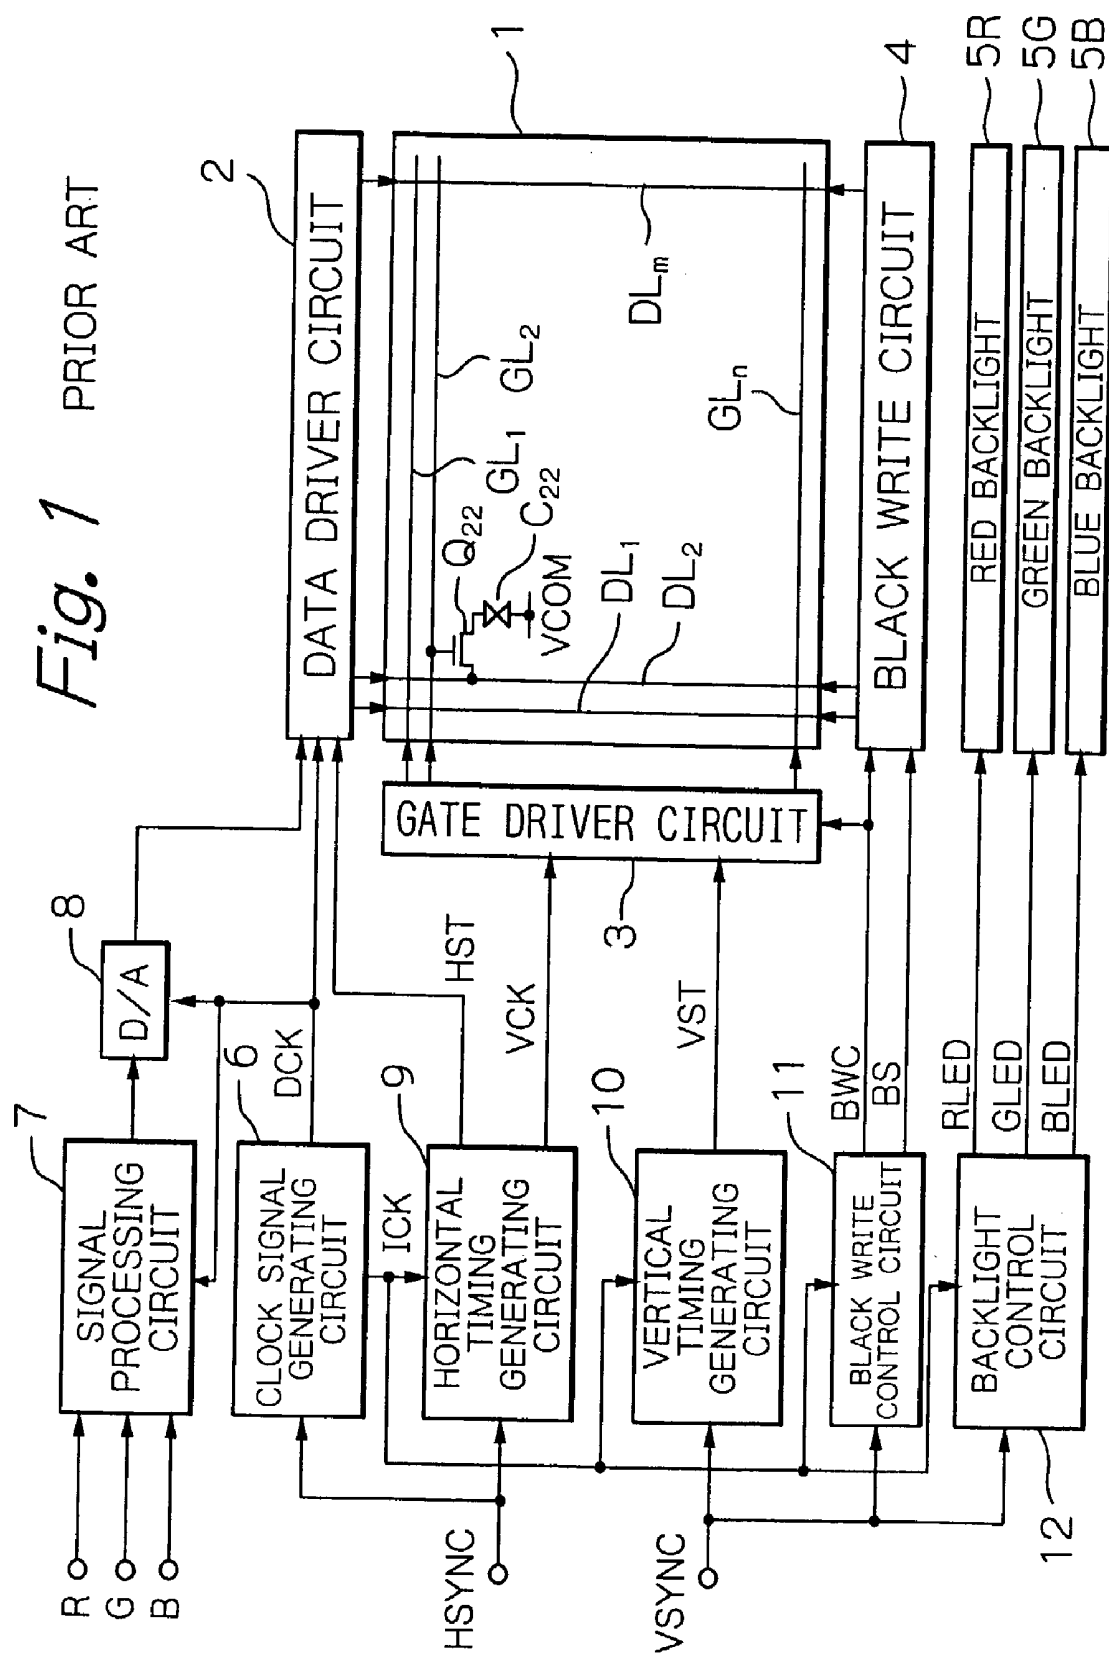 Fig. 1
PRIOR ART
R
G
B
7
SIGNAL
PROCESSING
CIRCUIT
8
D/A
2
DATA DRIVER CIRCUIT
1
6
CLOCK SIGNAL
GENERATING
CIRCUIT
DCK
ICK
HSYNC
9
HORIZONTAL
TIMING
GENERATING
CIRCUIT
HST
VCK
GATE DRIVER CIRCUIT
3
GL1
GL2
GLn
Q22
C22
VCOM
DL1
DL2
DLm
VSYNC
10
VERTICAL
TIMING
GENERATING
CIRCUIT
VST
11
BLACK WRITE
CONTROL CIRCUIT
BWC
BS
BLACK WRITE CIRCUIT
4
12
BACKLIGHT
CONTROL
CIRCUIT
RLED
GLED
BLED
RED BACKLIGHT
5R
GREEN BACKLIGHT
5G
BLUE BACKLIGHT
5B